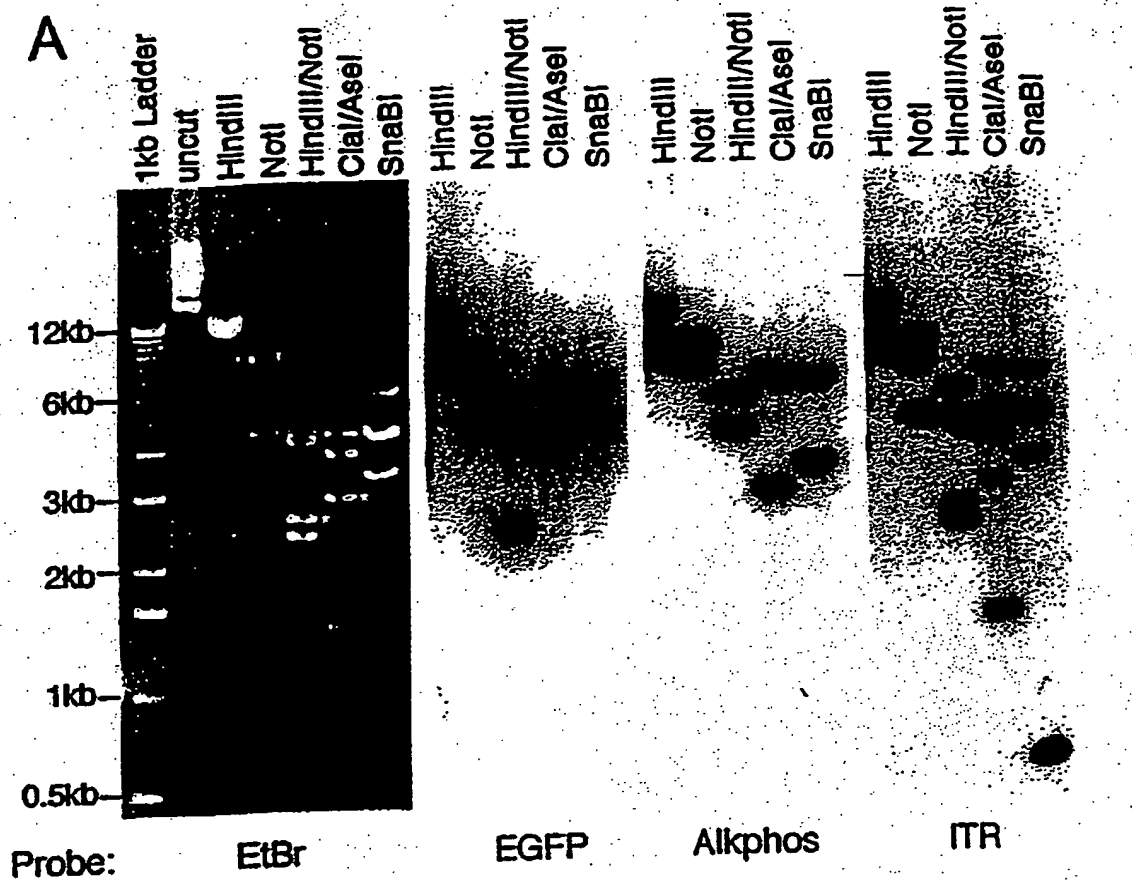 A
1kb Ladder
uncut
HindIII
NotI
HindIII/NotI
ClaI/AseI
SnaBI
HindIII
NotI
HindIII/NotI
ClaI/AseI
SnaBI
HindIII
NotI
HindIII/NotI
ClaI/AseI
SnaBI
HindIII
NotI
HindIII/NotI
ClaI/AseI
SnaBI
12kb
6kb
3kb
2kb
1kb
0.5kb
Probe: EtBr EGFP Alkphos ITR